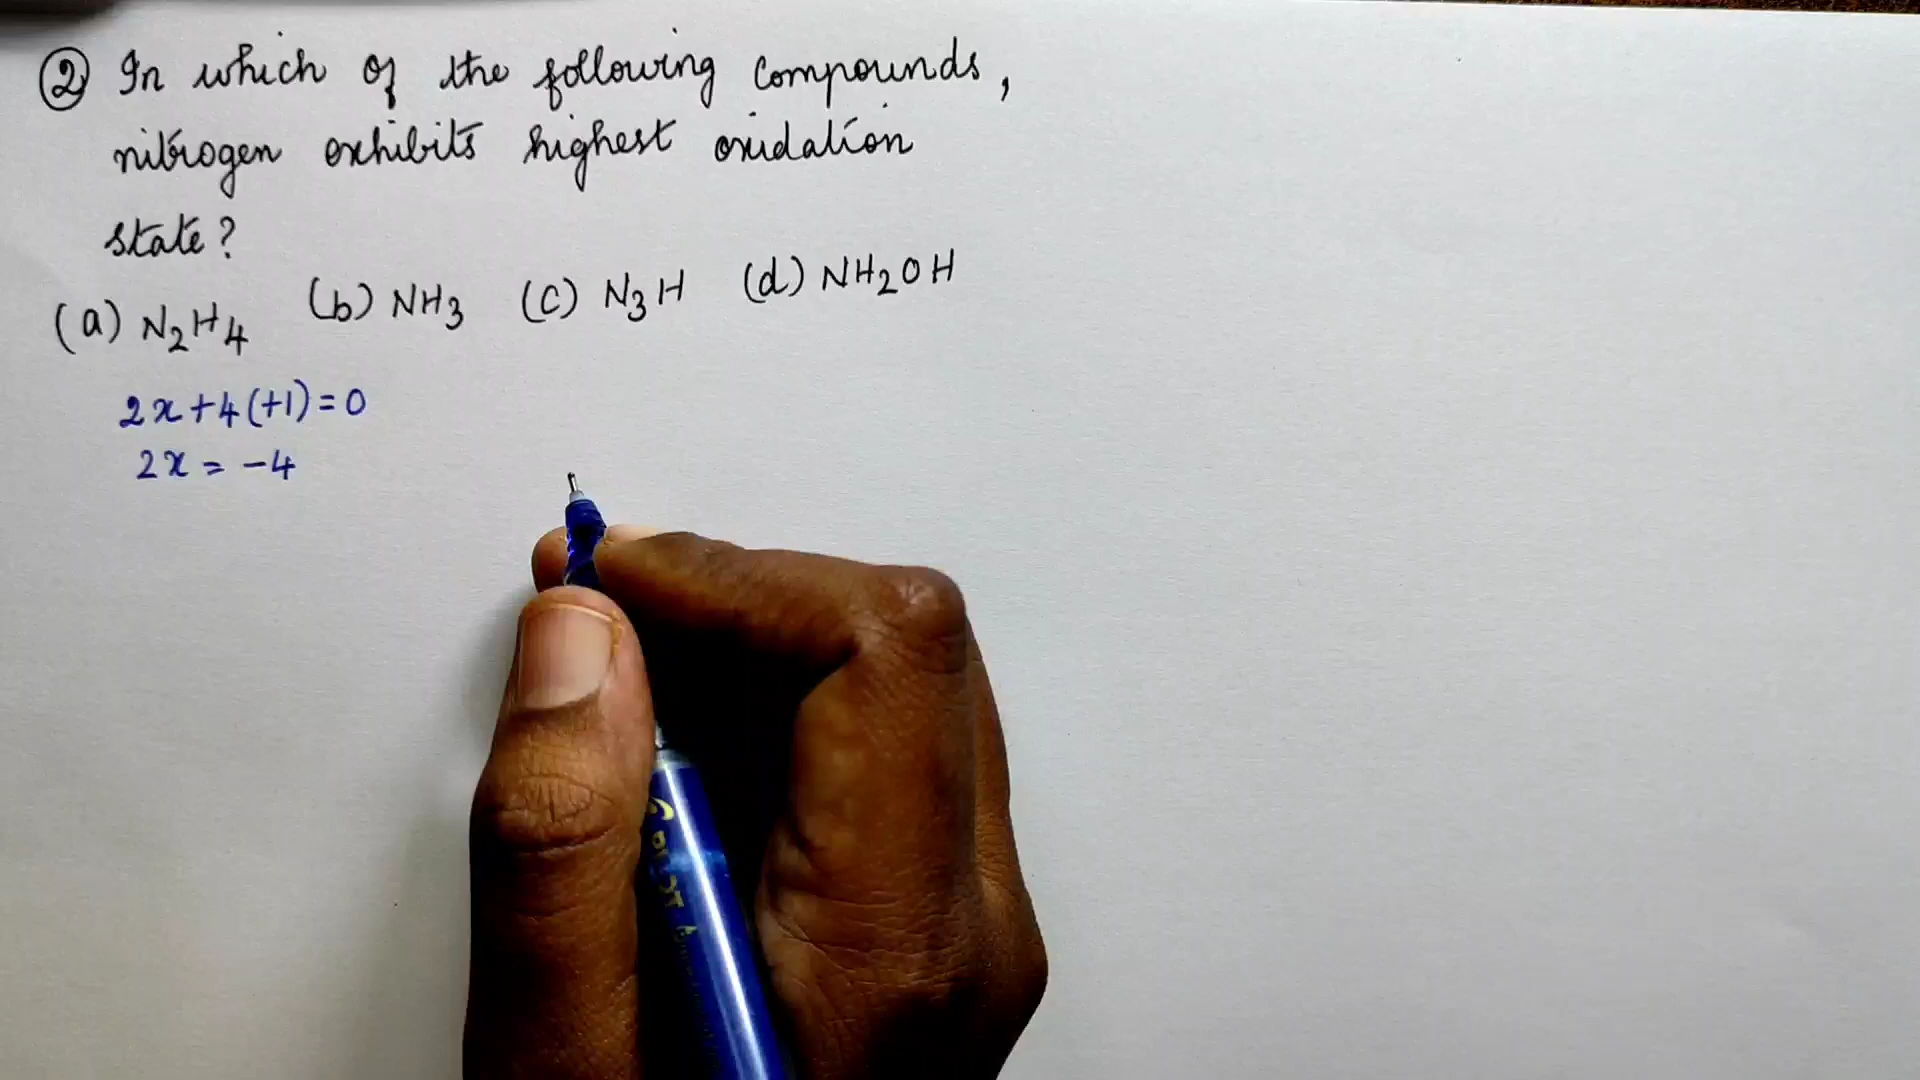 ② In which of the following compounds,
nitrogen exhibits highest oxidation
state?
(a) N₂H₄ (b) NH₃ (c) N₃H (d) NH₂OH
2x+4(+1)=0
2x = -4
PILOT